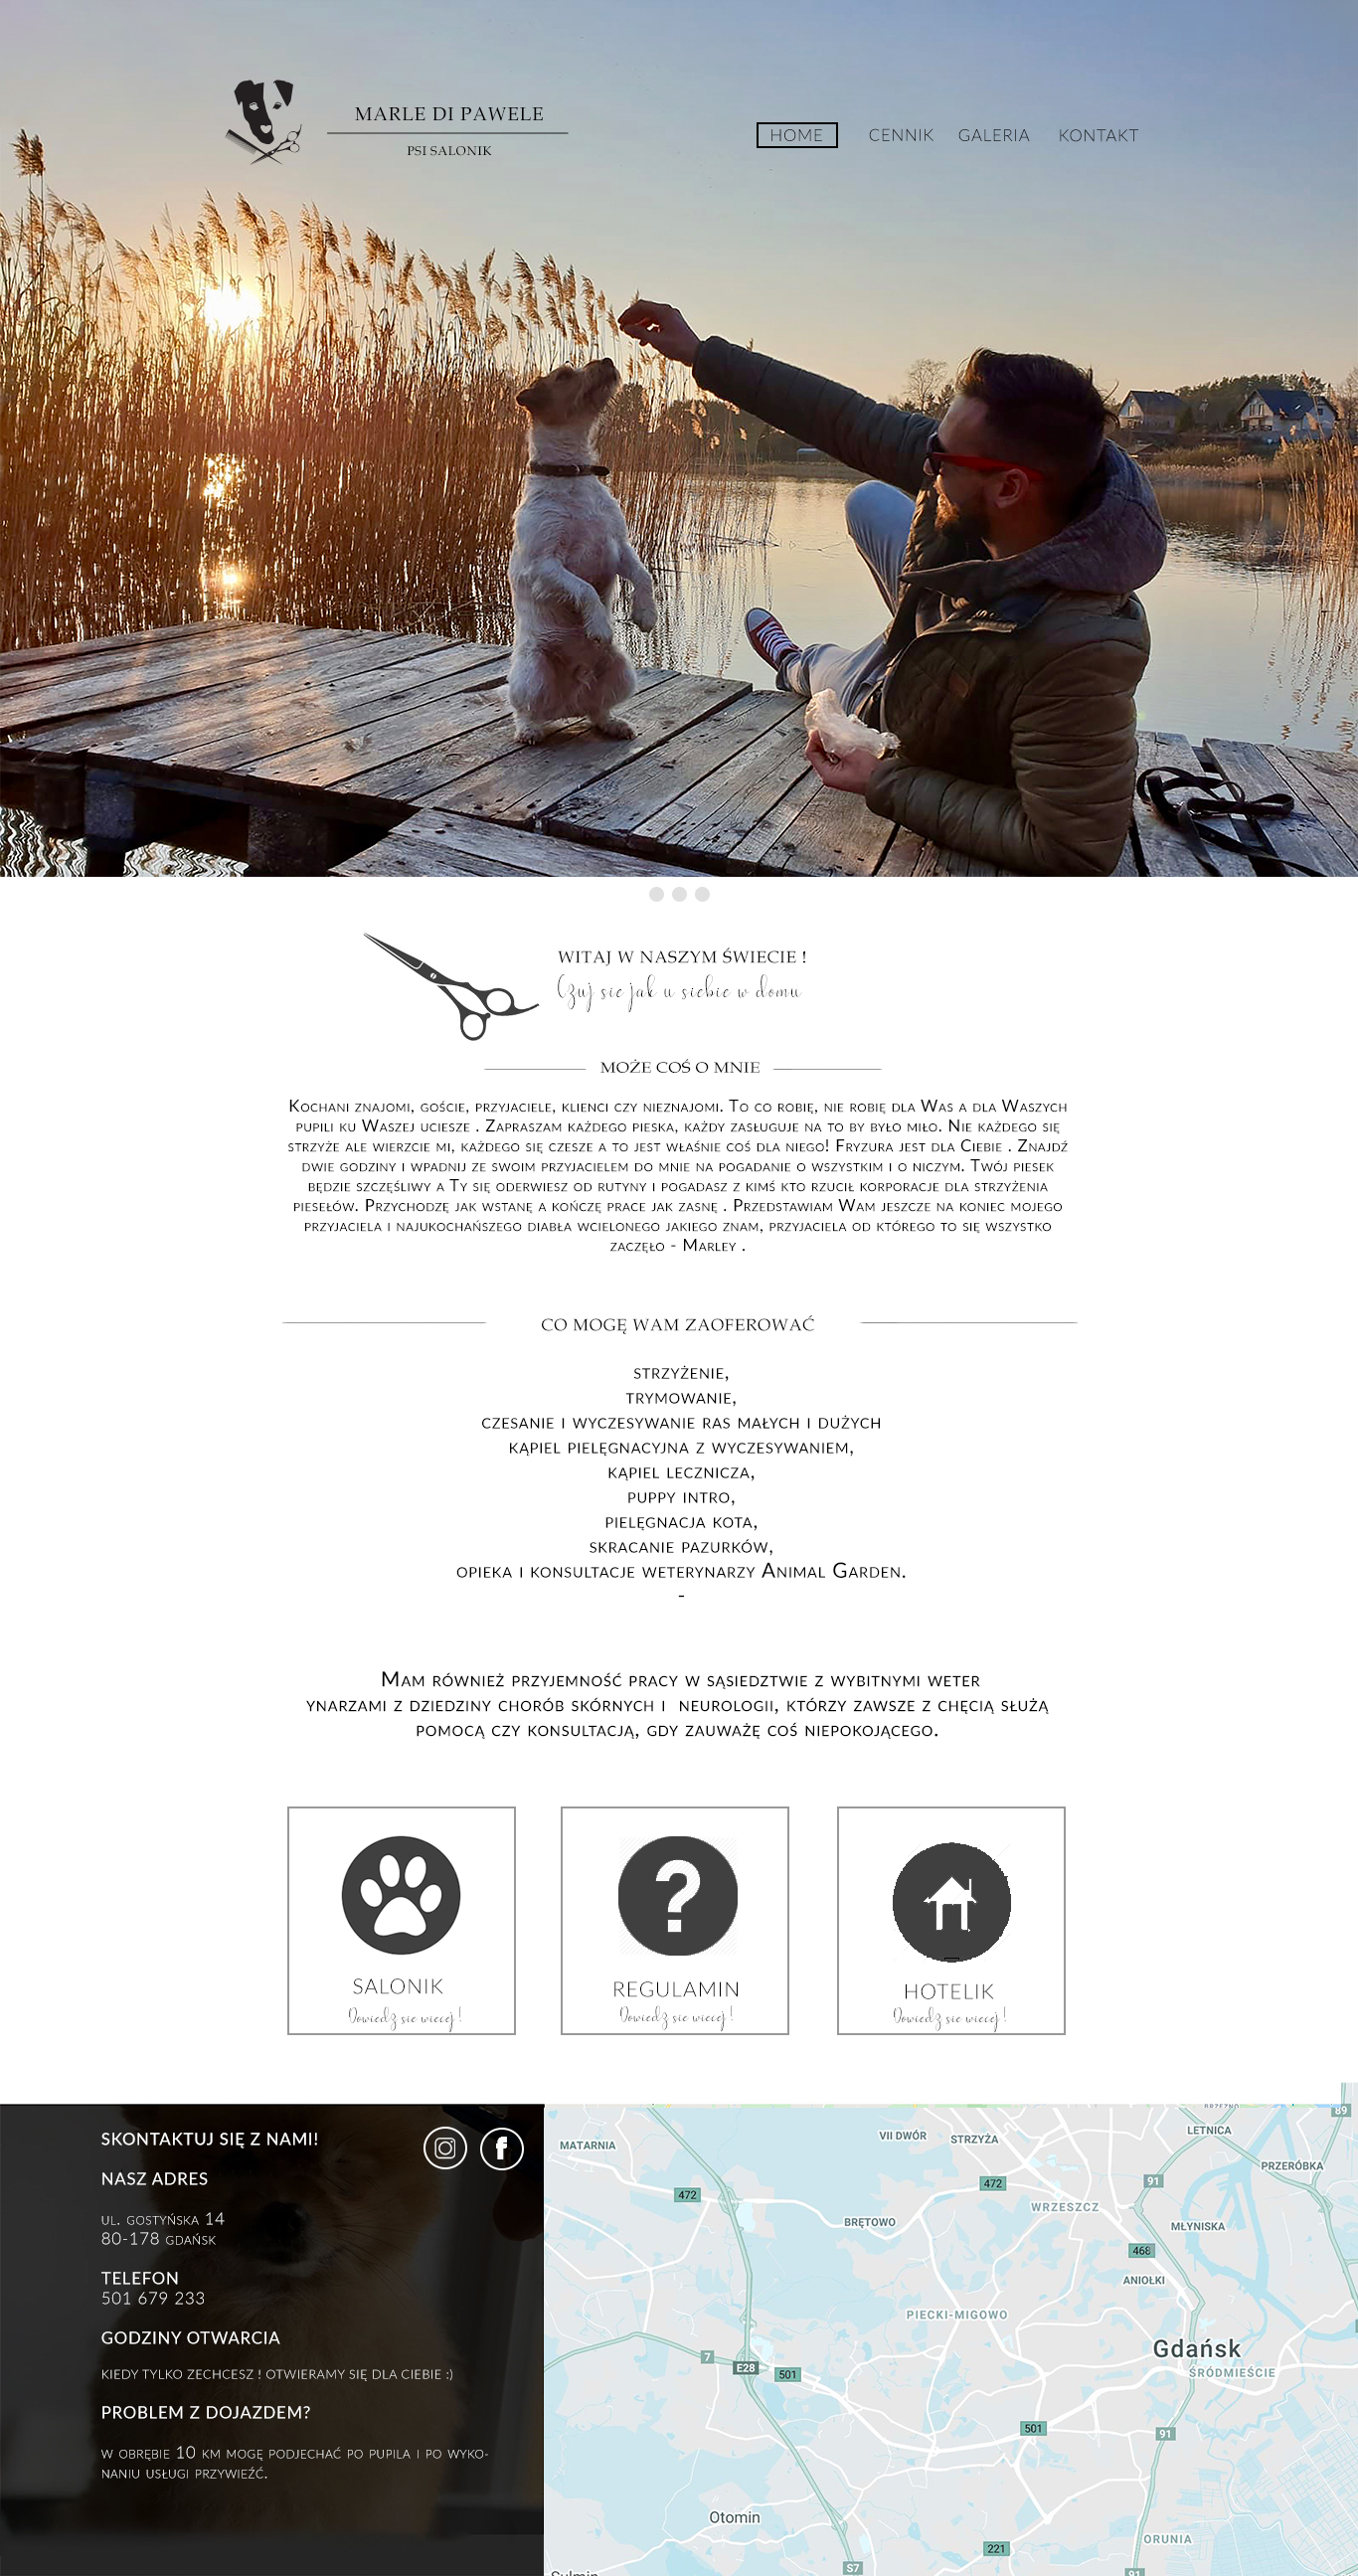 MARLE DI PAWELE
PSI SALONIK
HOME CENNIK GALERIA KONTAKT
WITAJ W NASZYM ŚWIECIE !
Czuj sie jak u siebie w domu
MOŻE COŚ O MNIE
Kochani znajomi, goście, przyjaciele, klienci czy nieznajomi. To co robię, nie robię dla Was a dla Waszych
pupili ku Waszej uciesze . Zapraszam każdego pieska, każdy zasługuje na to by było miło. Nie każdego się
strzyże ale wierzcie mi, każdego się czesze a to jest właśnie coś dla niego! Fryzura jest dla Ciebie . Znajdź
dwie godziny i wpadnij ze swoim przyjacielem do mnie na pogadanie o wszystkim i o niczym. Twój piesek
będzie szczęśliwy a Ty się oderwiesz od rutyny i pogadasz z kimś kto rzucił korporacje dla strzyżenia
piesełów. Przychodzę jak wstanę a kończę prace jak zasnę . Przedstawiam Wam jeszcze na koniec mojego
przyjaciela i najukochańszego diabła wcielonego jakiego znam, przyjaciela od którego to się wszystko
zaczęło - Marley .
CO MOGĘ WAM ZAOFEROWAĆ
strzyżenie,
trymowanie,
czesanie i wyczesywanie ras małych i dużych
kąpiel pielęgnacyjna z wyczesywaniem,
kąpiel lecznicza,
puppy intro,
pielęgnacja kota,
skracanie pazurków,
opieka i konsultacje weterynarzy Animal Garden.
-
Mam również przyjemność pracy w sąsiedztwie z wybitnymi weter
ynarzami z dziedziny chorób skórnych i  neurologii, którzy zawsze z chęcią służą
pomocą czy konsultacją, gdy zauważę coś niepokojącego.
SALONIK
Dowiedz sie wiecej !
REGULAMIN
Dowiedz sie wiecej !
HOTELIK
Dowiedz sie wiecej !
SKONTAKTUJ SIĘ Z NAMI!
NASZ ADRES
ul. gostyńska 14
80-178 gdańsk
TELEFON
501 679 233
GODZINY OTWARCIA
KIEDY TYLKO ZECHCESZ ! OTWIERAMY SIĘ DLA CIEBIE :)
PROBLEM Z DOJAZDEM?
w obrębie 10 km mogę podjechać po pupila i po wyko-
naniu usługi przywieźć.
BRZEŹNO
89
MATARNIA
VII DWÓR
STRZYŻA
LETNICA
PRZERÓBKA
472
472
91
WRZESZCZ
BRĘTOWO
MŁYNISKA
468
ANIOŁKI
PIECKI-MIGOWO
Gdańsk
ŚRÓDMIEŚCIE
7
E28
501
501
91
Otomin
ORUNIA
221
S7
91